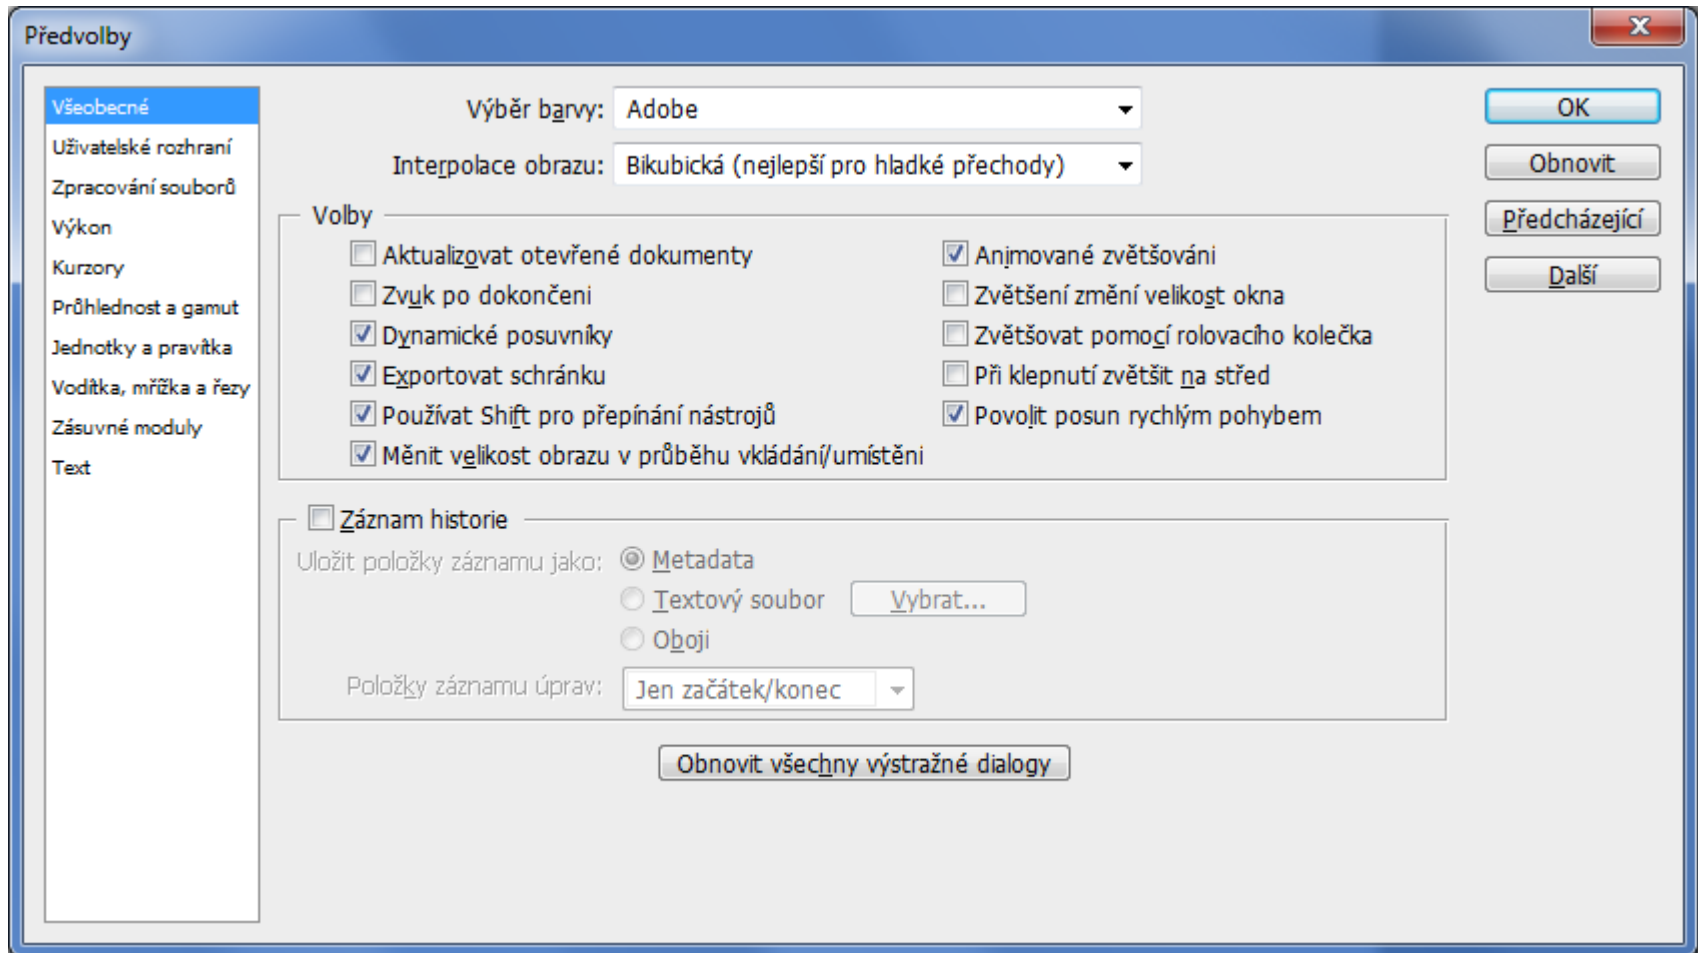 Předvolby
Všeobecné
Uživatelské rozhraní
Zpracování souborů
Výkon
Kurzory
Průhlednost a gamut
Jednotky a pravítka
Vodítka, mřížka a řezy
Zásuvné moduly
Text
Výběr barvy: Adobe
Interpolace obrazu: Bikubická (nejlepší pro hladké přechody)
Volby
Aktualizovat otevřené dokumenty
Zvuk po dokončeni
Dynamické posuvníky
Exportovat schránku
Používat Shift pro přepínání nástrojů
Měnit velikost obrazu v průběhu vkládání/umístěni
Animované zvětšováni
Zvětšení změní velikost okna
Zvětšovat pomocí rolovacího kolečka
Při klepnutí zvětšit na střed
Povolit posun rychlým pohybem
Záznam historie
Uložit položky záznamu jako: Metadata
Textový soubor Vybrat...
Oboji
Položky záznamu úprav: Jen začátek/konec
Obnovit všechny výstražné dialogy
OK
Obnovit
Předcházející
Další